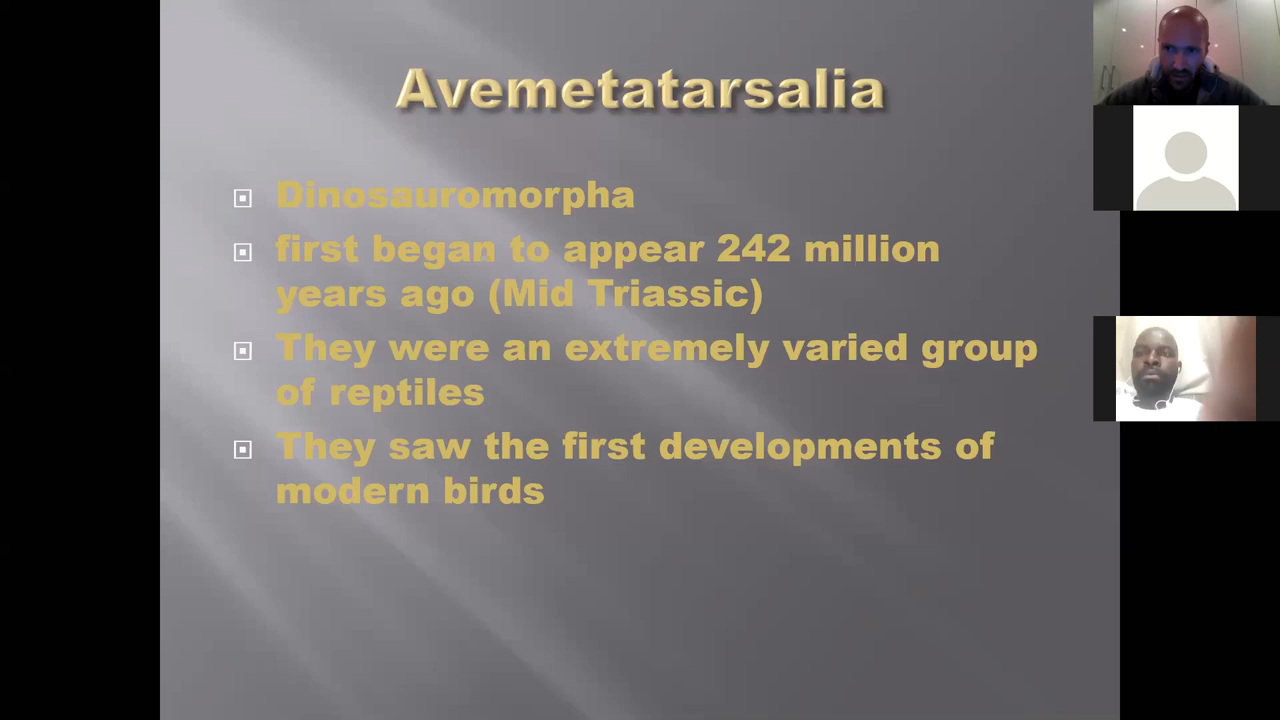 Avemetatarsalia
Dinosauromorpha
first began to appear 242 million
years ago (Mid Triassic)
They were an extremely varied group
of reptiles
They saw the first developments of
modern birds